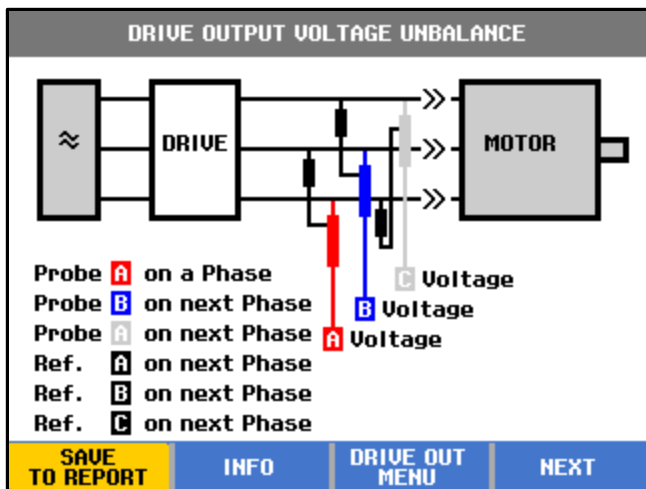 DRIVE OUTPUT VOLTAGE UNBALANCE
≈
DRIVE
MOTOR
Probe A on a Phase
Probe B on next Phase
Probe A on next Phase
Ref. A on next Phase
Ref. B on next Phase
Ref. C on next Phase
C Voltage
B Voltage
A Voltage
SAVE
TO REPORT
INFO
DRIVE OUT
MENU
NEXT